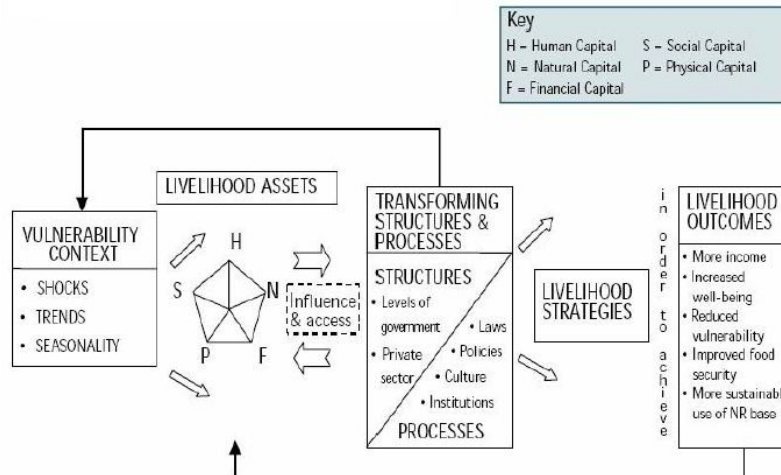 Key
H – Human Capital S – Social Capital
N – Natural Capital P – Physical Capital
F – Financial Capital
LIVELIHOOD ASSETS
VULNERABILITY
CONTEXT
• SHOCKS
• TRENDS
• SEASONALITY
H
S
N
P
F
Influence
& access
TRANSFORMING
STRUCTURES &
PROCESSES
STRUCTURES
• Levels of
government
• Private
sector
• Laws
• Policies
• Culture
• Institutions
PROCESSES
LIVELIHOOD
STRATEGIES
in order to achieve
LIVELIHOOD
OUTCOMES
• More income
• Increased
well-being
• Reduced
vulnerability
• Improved food
security
• More sustainabl
use of NR base